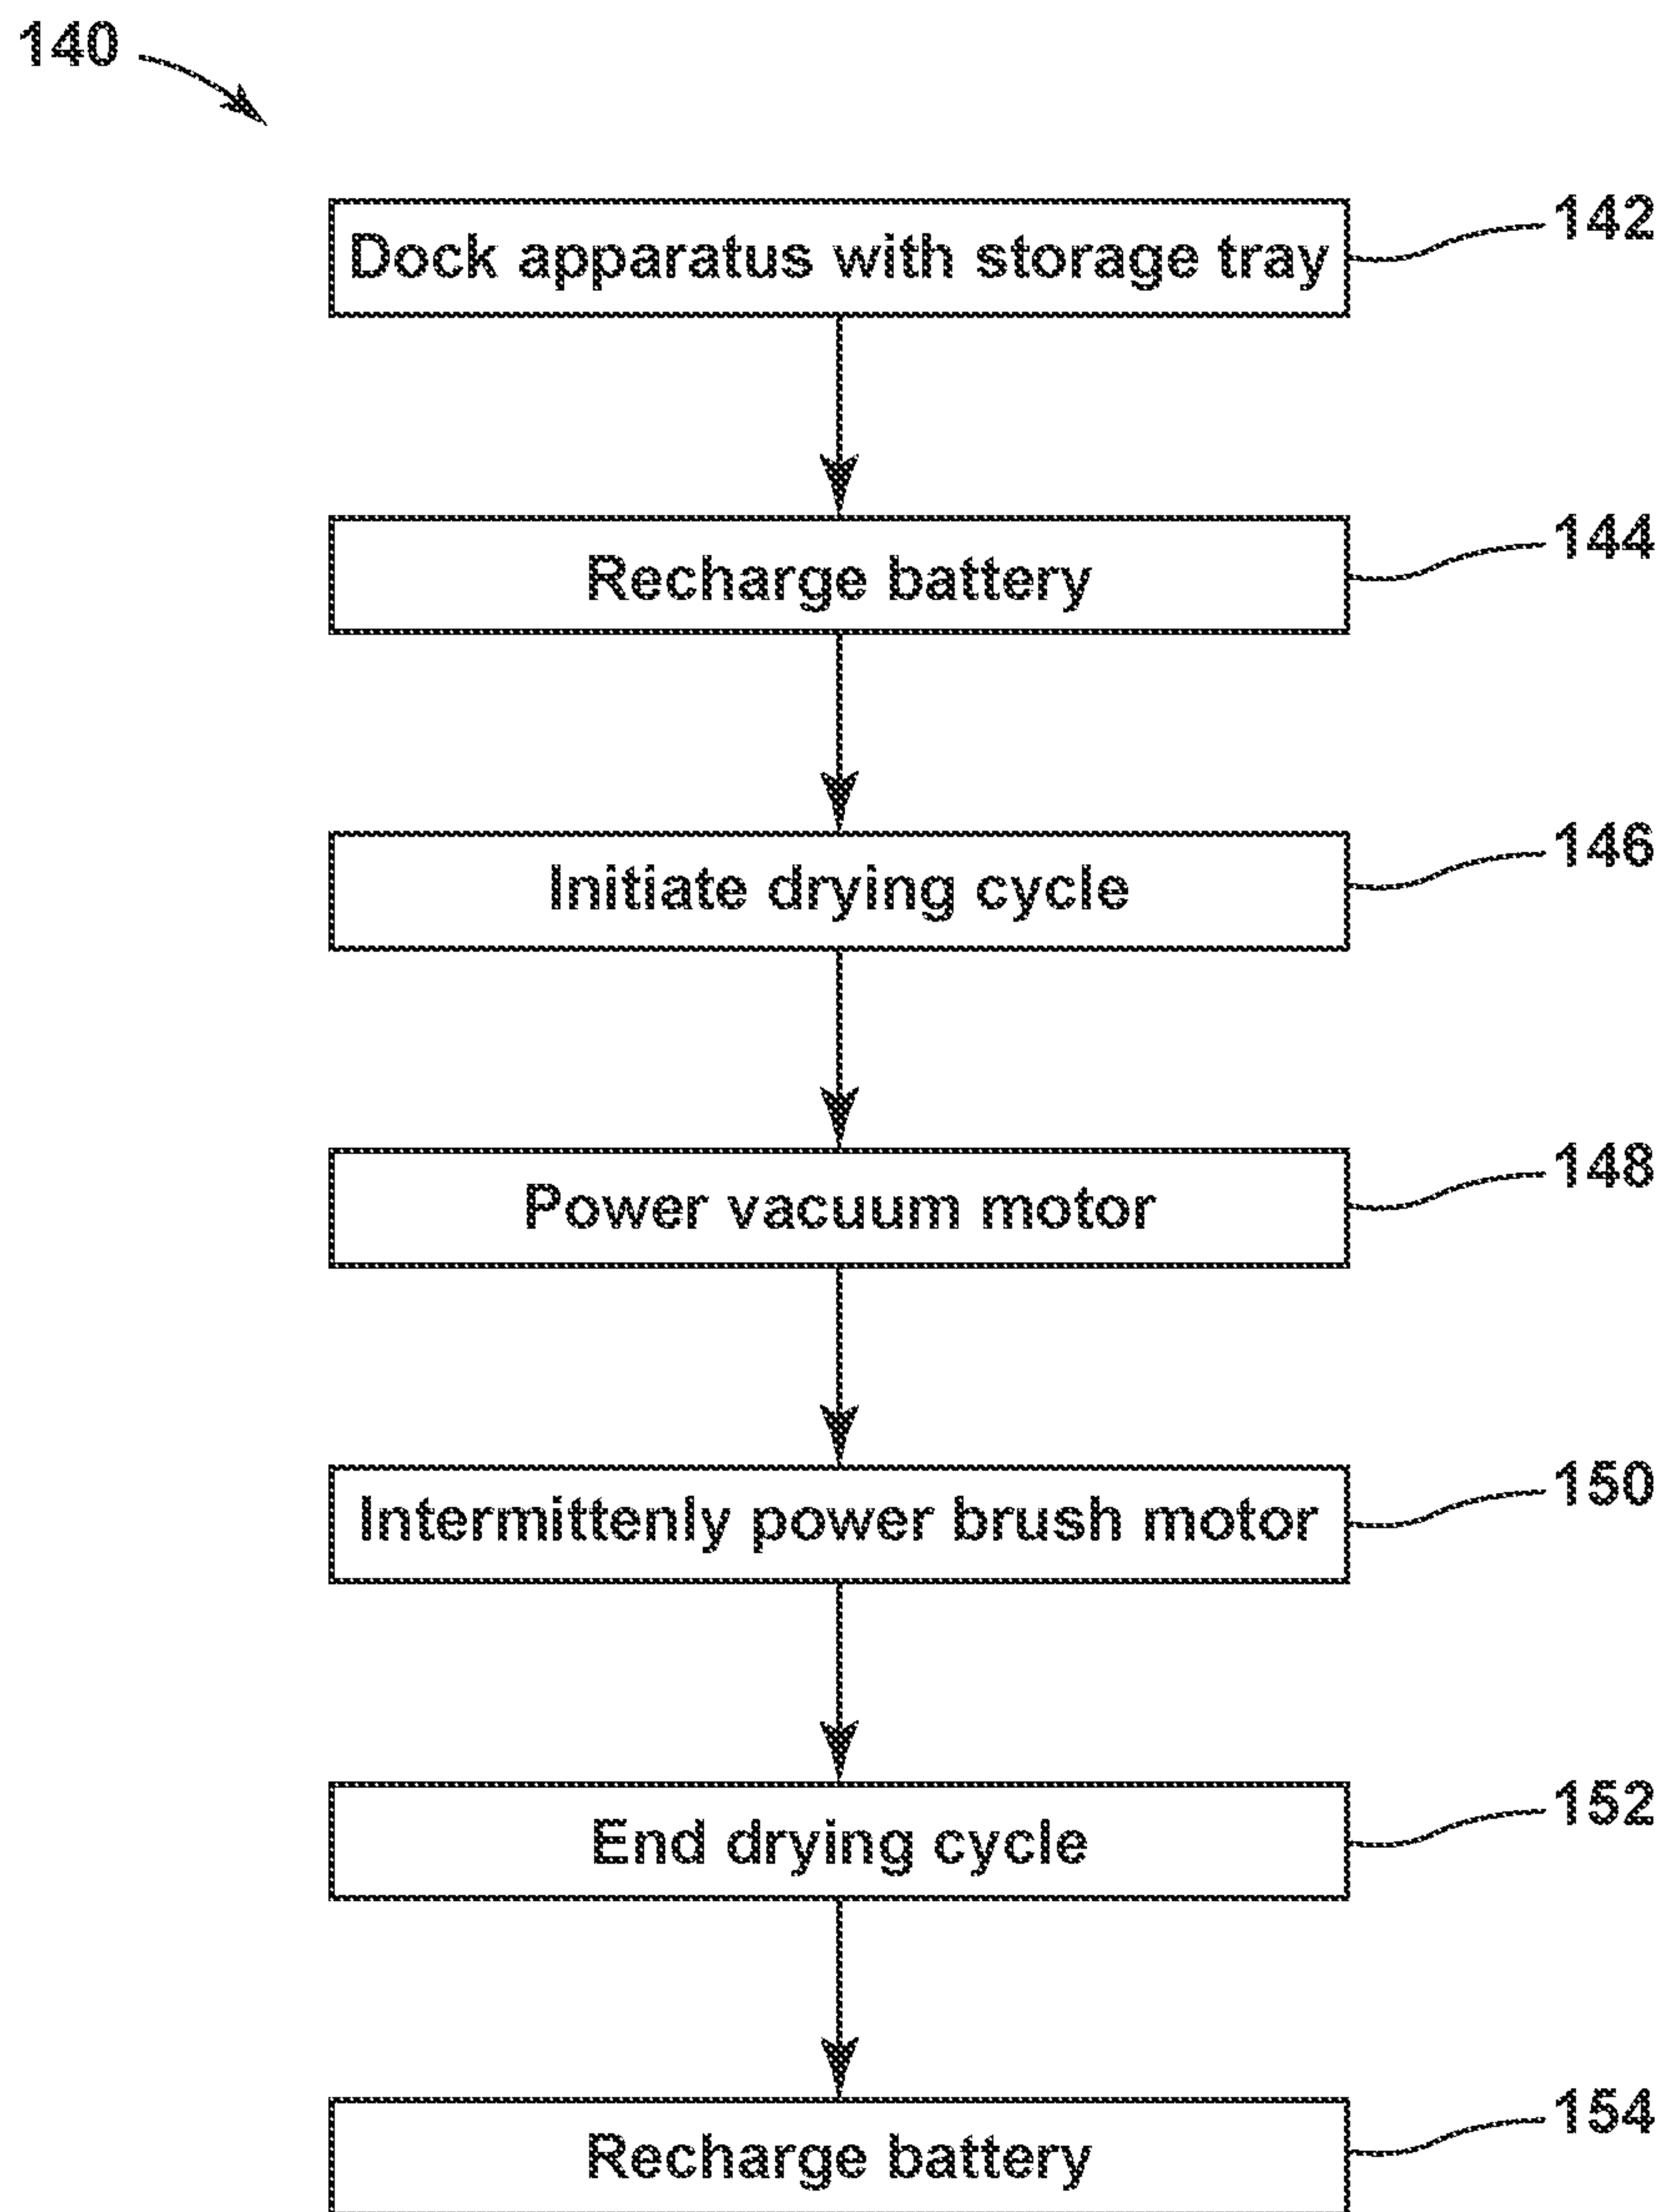 140
Dock apparatus with storage tray
142
Recharge battery
144
Initiate drying cycle
146
Power vacuum motor
148
Intermittenly power brush motor
150
End drying cycle
152
Recharge battery
154